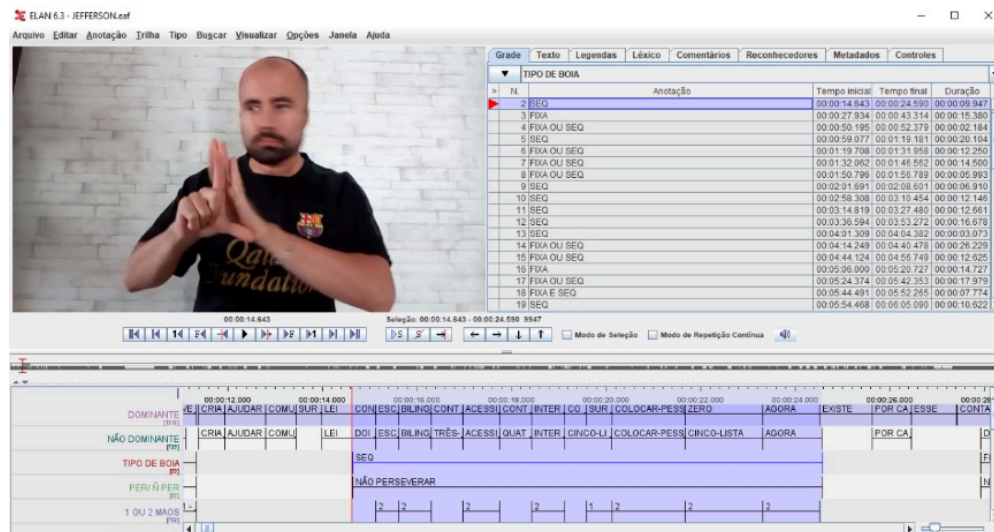 ELAN 6.3 - JEFFERSON.eaf
Arquivo Editar Anotação Trilha Tipo Buscar Visualizar Opções Janela Ajuda
Grade Texto Legendas Léxico Comentários Reconhecedores Metadados Controles
TIPO DE BOIA
> N. Anotação Tempo inicial Tempo final Duração
2 SEQ 00:00:14.643 00:00:24.590 00:00:09.947
3 FIXA 00:00:27.934 00:00:43.314 00:00:15.380
4 FIXA OU SEQ 00:00:50.195 00:00:52.379 00:00:02.184
5 SEQ 00:00:59.077 00:01:19.181 00:00:20.104
6 FIXA OU SEQ 00:01:19.708 00:01:31.958 00:00:12.250
7 FIXA OU SEQ 00:01:32.062 00:01:46.562 00:00:14.500
8 FIXA OU SEQ 00:01:50.796 00:01:56.789 00:00:05.993
9 SEQ 00:02:01.691 00:02:08.601 00:00:06.910
10 SEQ 00:02:58.308 00:03:10.454 00:00:12.146
11 SEQ 00:03:14.819 00:03:27.480 00:00:12.661
12 SEQ 00:03:36.594 00:03:53.272 00:00:16.678
13 SEQ 00:04:01.309 00:04:04.382 00:00:03.073
14 FIXA OU SEQ 00:04:14.249 00:04:40.478 00:00:26.229
15 FIXA OU SEQ 00:04:44.124 00:04:56.749 00:00:12.625
16 FIXA 00:05:06.000 00:05:20.727 00:00:14.727
17 FIXA OU SEQ 00:05:24.374 00:05:42.353 00:00:17.979
18 FIXA E SEQ 00:05:44.491 00:05:52.265 00:00:07.774
19 SEQ 00:05:54.468 00:06:05.090 00:00:10.622
00:00:14.643 Seleção: 00:00:14.643 - 00:00:24.590 9947
Modo de Seleção Modo de Repetição Contínua
00:00:12.000 00:00:14.000 00:00:16.000 00:00:18.000 00:00:20.000 00:00:22.000 00:00:24.000 00:00:26.000
DOMINANTE CRIA AJUDAR COMU SUR LEI CON ESC BILING CONT ACESSI CONT INTER CO SUR COLOCAR-PESS ZERO AGORA EXISTE POR CA ESSE CONTA
NÃO DOMINANTE CRIA AJUDAR COMU LEI DOI ESC BILING TRÊS- ACESSI QUAT INTER CINCO-LI COLOCAR-PESS CINCO-LISTA AGORA POR CA D
TIPO DE BOIA SEQ
PER/ Ñ PER NÃO PERSEVERAR N
1 OU 2 MAOS 2 2 2 2 1 2 2 2